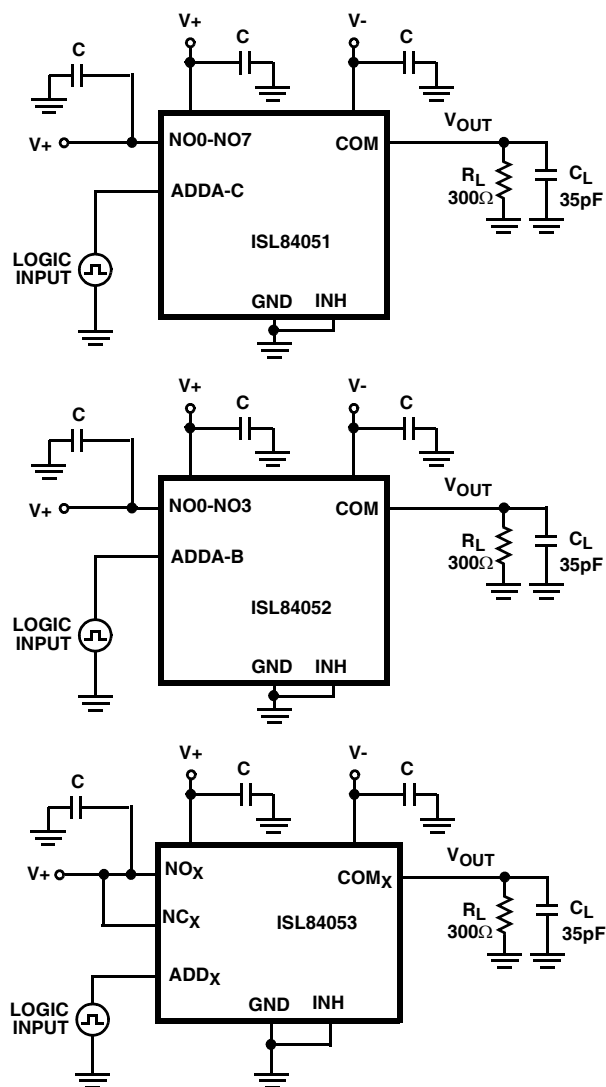 V+
V-
C
C
C
V+
NO0-NO7
COM
VOUT
RL
300Ω
CL
35pF
ADDA-C
ISL84051
LOGIC
INPUT
GND
INH
V+
V-
C
C
C
V+
NO0-NO3
COM
VOUT
RL
300Ω
CL
35pF
ADDA-B
ISL84052
LOGIC
INPUT
GND
INH
V+
V-
C
C
C
V+
NOX
COMX
VOUT
RL
300Ω
CL
35pF
NCX
ISL84053
ADDX
LOGIC
INPUT
GND
INH